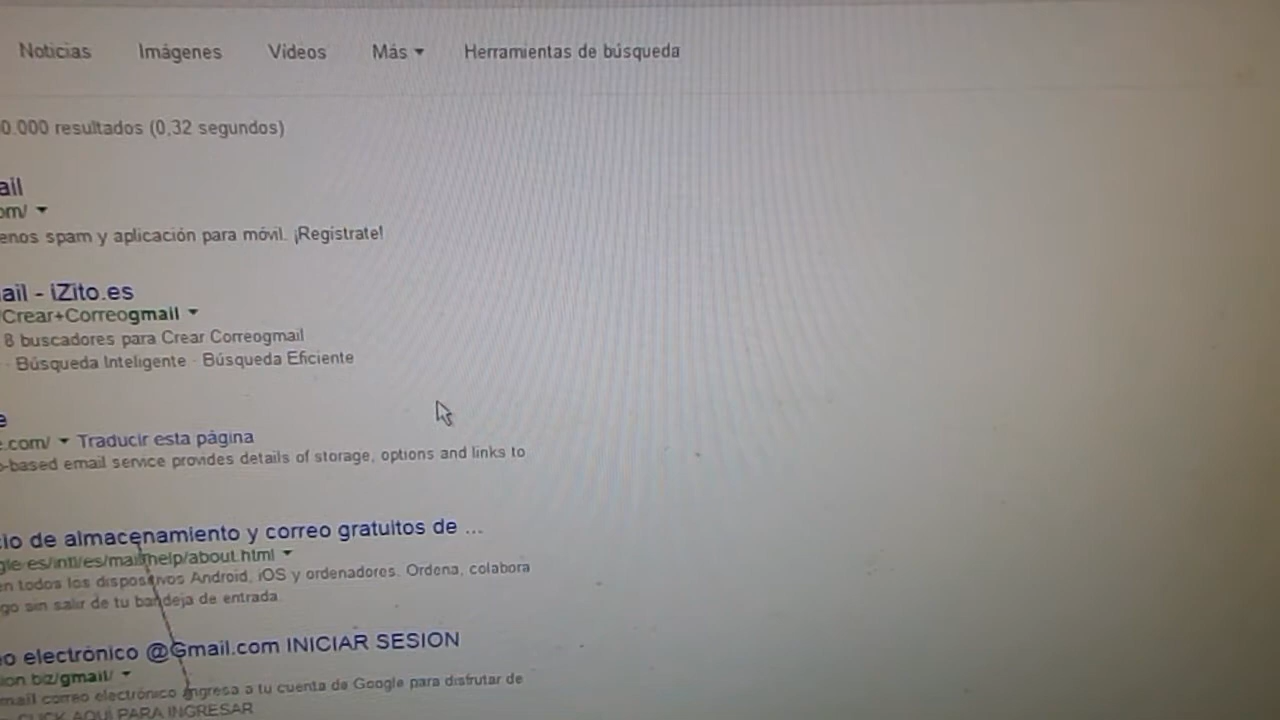 Noticias Imágenes Vídeos Más Herramientas de búsqueda
0.000 resultados (0,32 segundos)
ail
om/
enos spam y aplicación para móvil. ¡Regístrate!
ail - iZito.es
/Crear+Correogmail
8 buscadores para Crear Correogmail
· Búsqueda Inteligente · Búsqueda Eficiente
e
e.com/ Traducir esta página
-based email service provides details of storage, options and links to
io de almacenamiento y correo gratuitos de ...
gle.es/intl/es/mail/help/about.html
en todos los dispositivos Android, iOS y ordenadores. Ordena, colabora
go sin salir de tu bandeja de entrada.
o electrónico @Gmail.com INICIAR SESION
ion.biz/gmail/
mail correo electrónico ingresa a tu cuenta de Google para disfrutar de
CLICK AQUÍ PARA INGRESAR